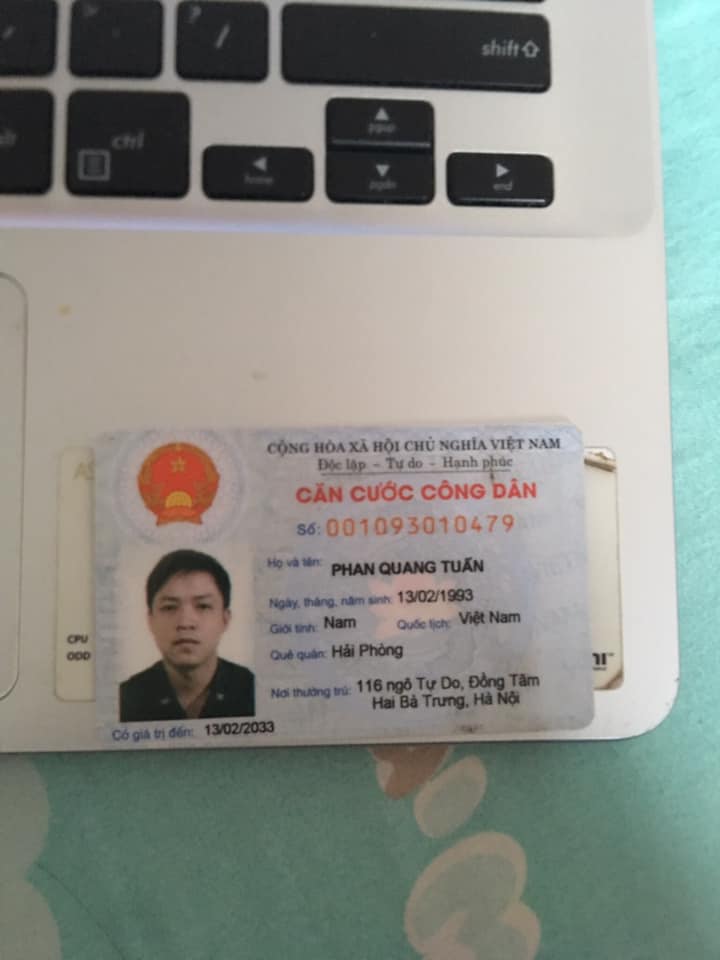 ?
/
shift
ctrl
pgup
home
pgdn
end
CỘNG HÒA XÃ HỘI CHỦ NGHĨA VIỆT NAM
Độc lập - Tự do - Hạnh phúc
CĂN CƯỚC CÔNG DÂN
Số: 001093010479
Họ và tên: PHAN QUANG TUẤN
Ngày, tháng, năm sinh: 13/02/1993
Giới tính: Nam Quốc tịch: Việt Nam
Quê quán: Hải Phòng
CPU
ODD
Nơi thường trú: 116 ngõ Tự Do, Đồng Tâm
Hai Bà Trưng, Hà Nội
Có giá trị đến: 13/02/2033